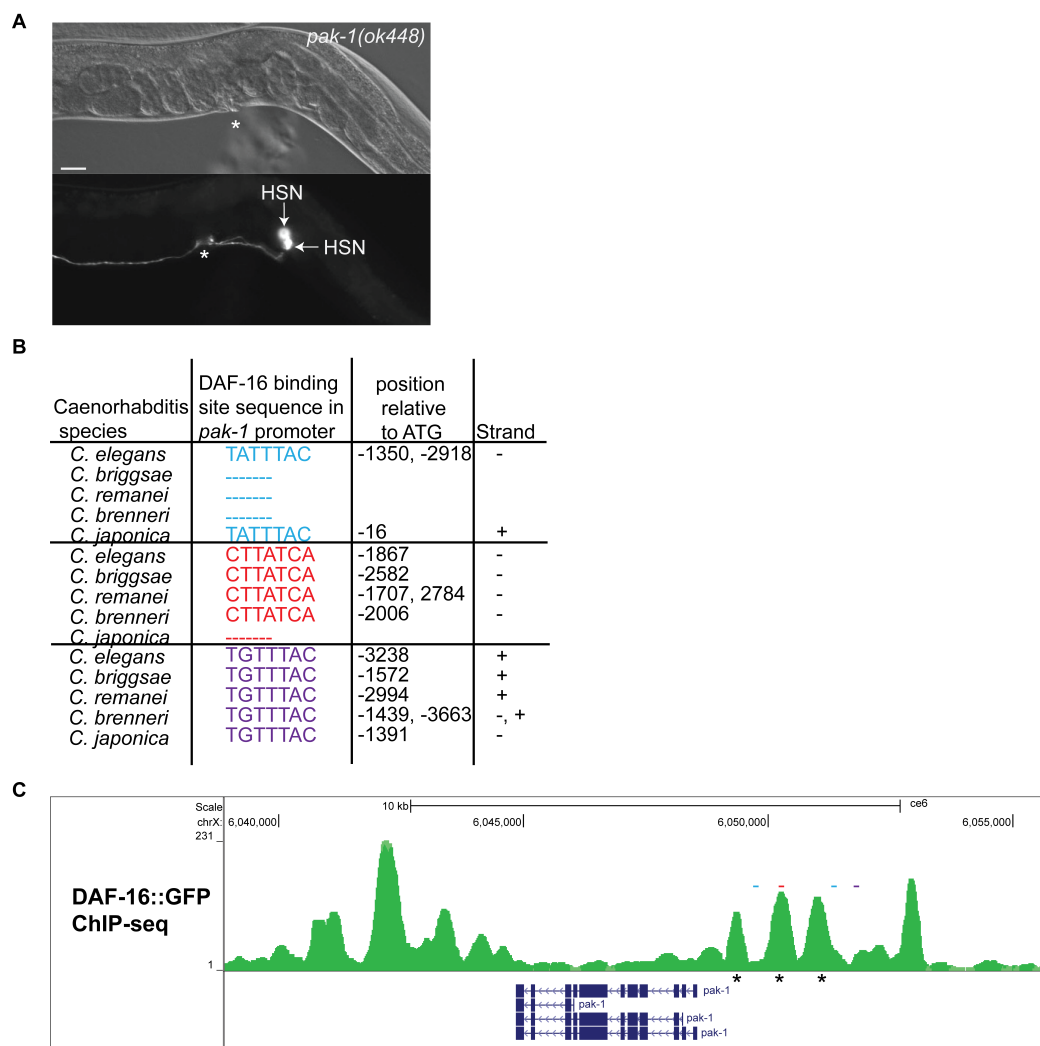 A
pak-1(ok448)
*
HSN
HSN
*
B
Caenorhabditis species
DAF-16 binding site sequence in pak-1 promoter
position relative to ATG
Strand
C. elegans TATTTAC -1350, -2918 -
C. briggsae -------
C. remanei -------
C. brenneri -------
C. japonica TATTTAC -16 +
C. elegans CTTATCA -1867 -
C. briggsae CTTATCA -2582 -
C. remanei CTTATCA -1707, 2784 -
C. brenneri CTTATCA -2006 -
C. japonica -------
C. elegans TGTTTAC -3238 +
C. briggsae TGTTTAC -1572 +
C. remanei TGTTTAC -2994 +
C. brenneri TGTTTAC -1439, -3663 -, +
C. japonica TGTTTAC -1391 -
C
Scale 10 kb ce6
chrX: 6,040,000 6,045,000 6,050,000 6,055,000
231
DAF-16::GFP
ChIP-seq
1
* * *
pak-1
pak-1
pak-1
pak-1